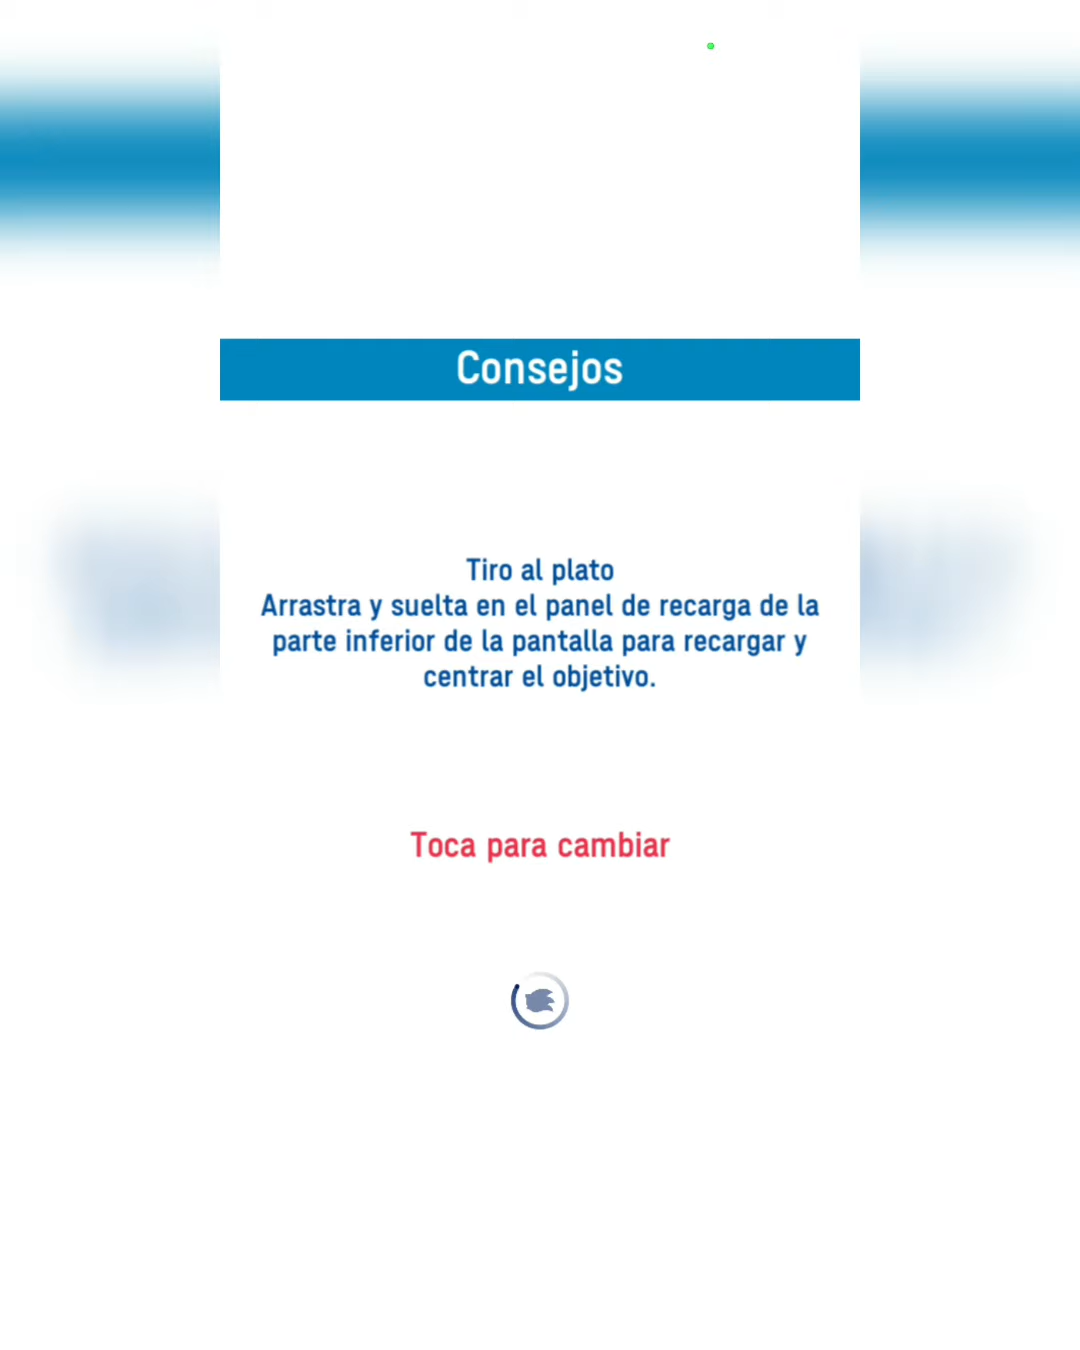 Consejos
Tiro al plato
Arrastra y suelta en el panel de recarga de la
parte inferior de la pantalla para recargar y
centrar el objetivo.
Toca para cambiar